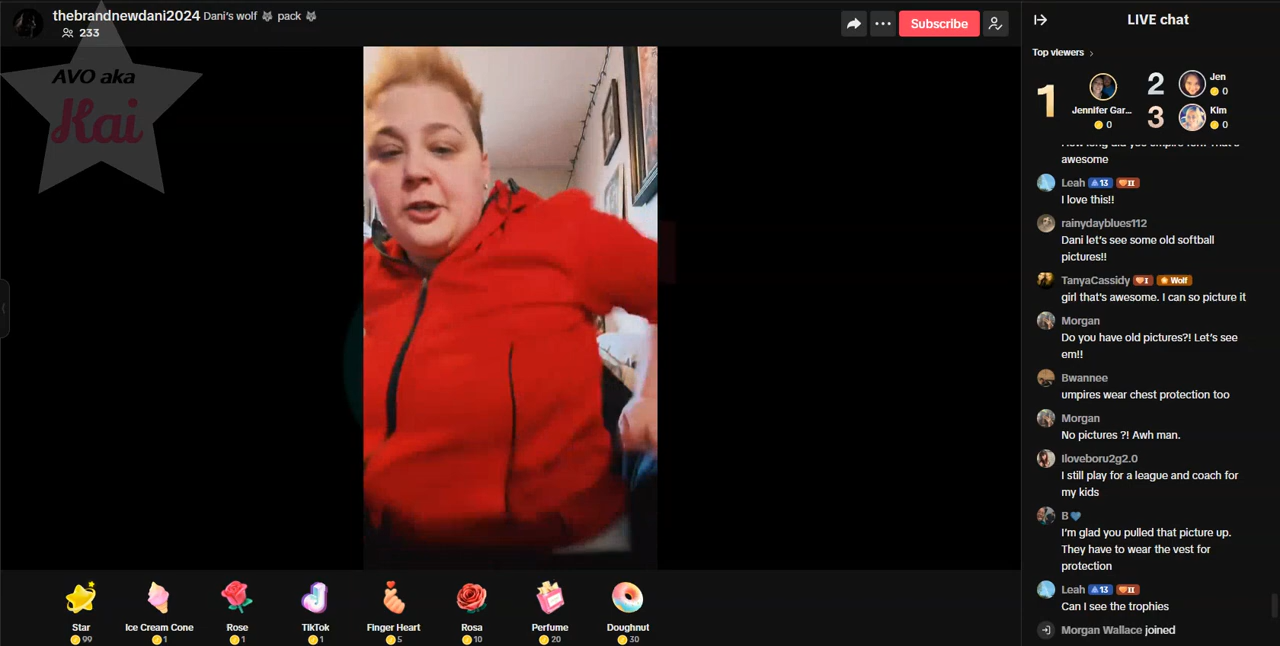 thebrandnewdani2024 Dani's wolf 🐺 pack 🐺
233
Subscribe
AVO aka
Kai
LIVE chat
Top viewers >
1
Jennifer Gar...
0
2
Jen
0
3
Kim
0
awesome
Leah 13 II
I love this!!
rainydayblues112
Dani let's see some old softball
pictures!!
TanyaCassidy I Wolf
girl that's awesome. I can so picture it
Morgan
Do you have old pictures?! Let's see
em!!
Bwannee
umpires wear chest protection too
Morgan
No pictures ?! Awh man.
Iloveboru2g2.0
I still play for a league and coach for
my kids
B💙
I'm glad you pulled that picture up.
They have to wear the vest for
protection
Leah 13 II
Can I see the trophies
Morgan Wallace joined
Star
99
Ice Cream Cone
1
Rose
1
TikTok
1
Finger Heart
5
Rosa
10
Perfume
20
Doughnut
30